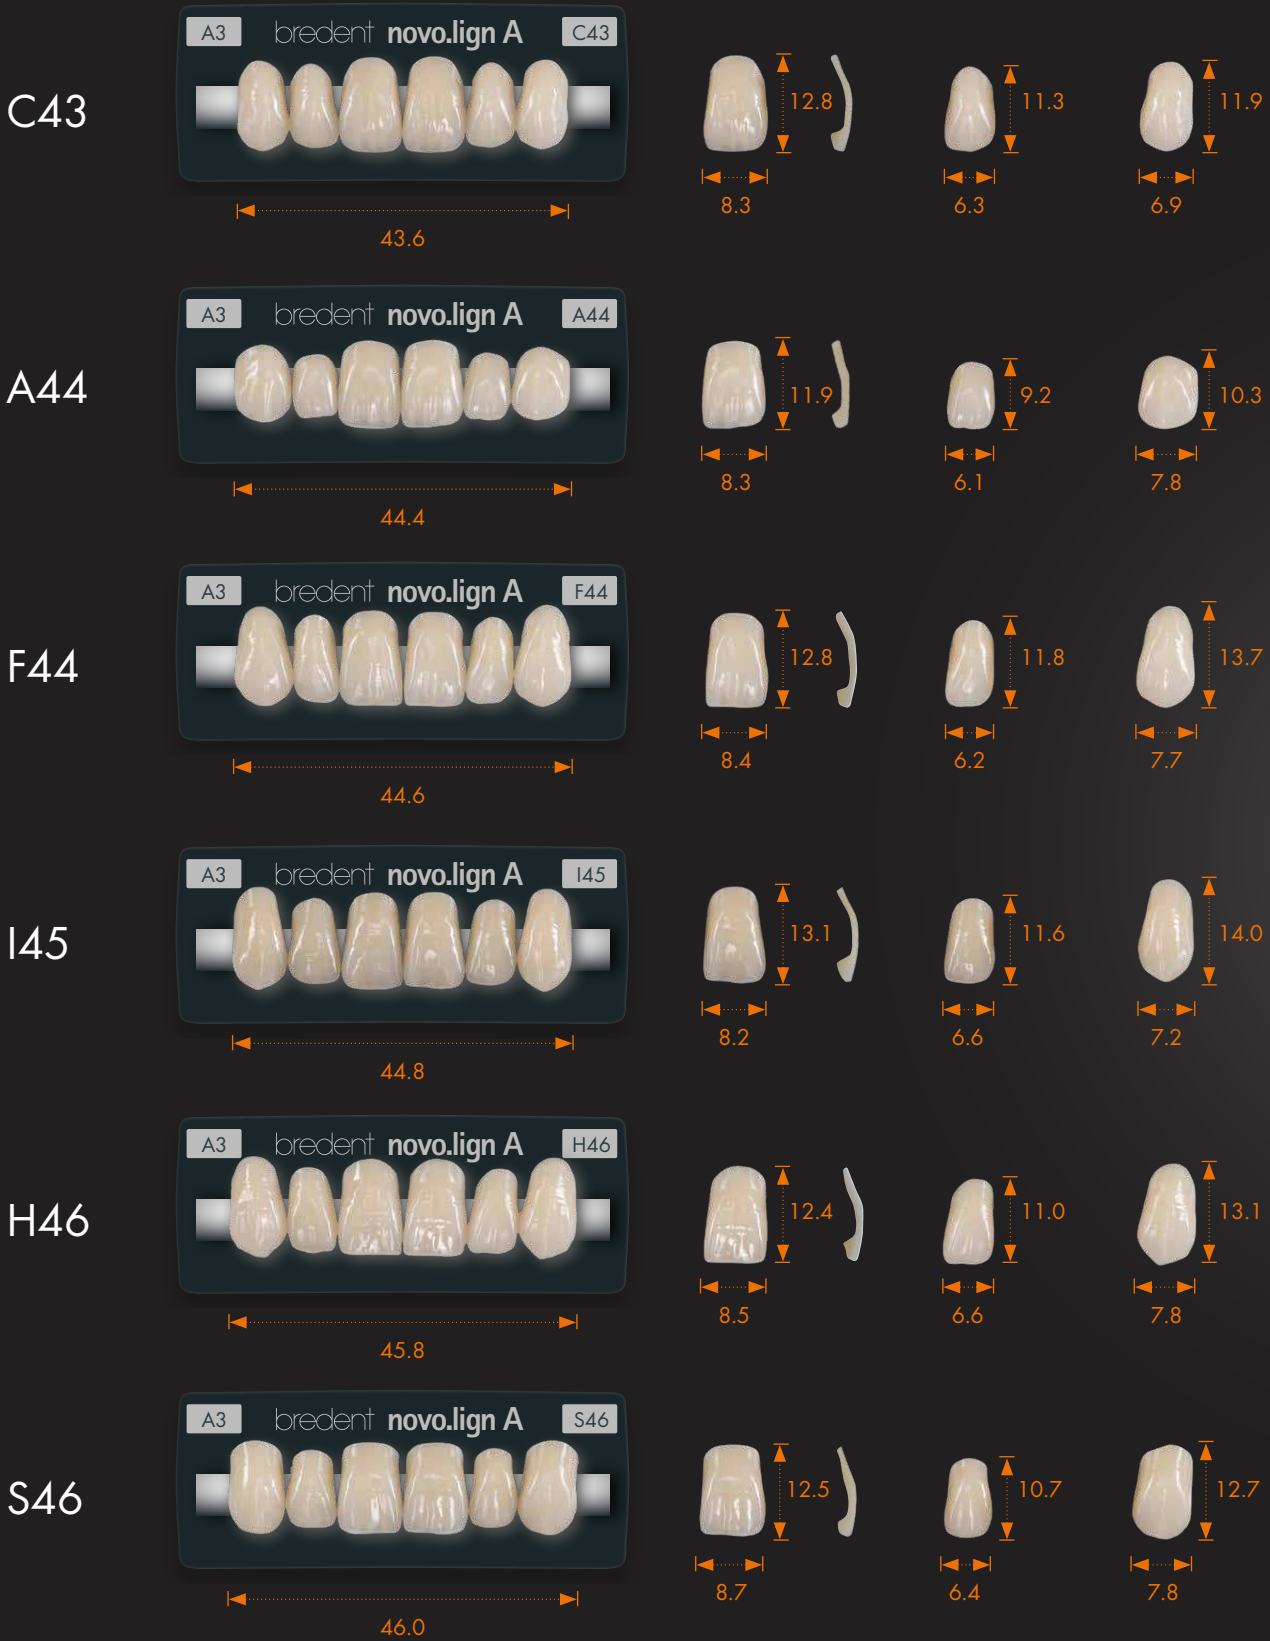 A3 bredent novo.lign A C43
C43
12.8 11.3 11.9
8.3 6.3 6.9
43.6
A3 bredent novo.lign A A44
A44
11.9 9.2 10.3
8.3 6.1 7.8
44.4
A3 bredent novo.lign A F44
F44
12.8 11.8 13.7
8.4 6.2 7.7
44.6
A3 bredent novo.lign A I45
I45
13.1 11.6 14.0
8.2 6.6 7.2
44.8
A3 bredent novo.lign A H46
H46
12.4 11.0 13.1
8.5 6.6 7.8
45.8
A3 bredent novo.lign A S46
S46
12.5 10.7 12.7
8.7 6.4 7.8
46.0